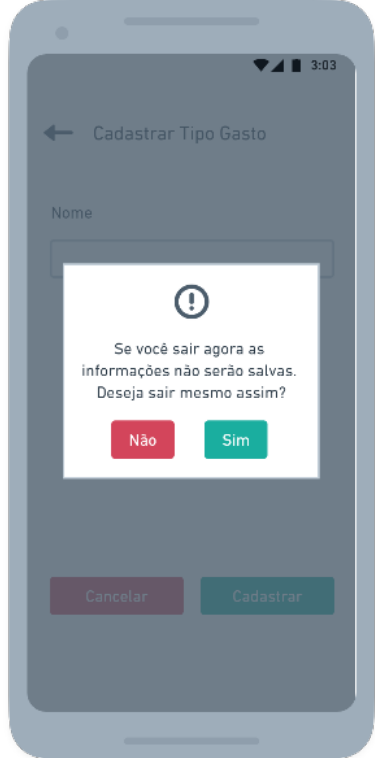 3:03
Cadastrar Tipo Gasto
Nome
Se você sair agora as
informações não serão salvas.
Deseja sair mesmo assim?
Não
Sim
Cancelar
Cadastrar